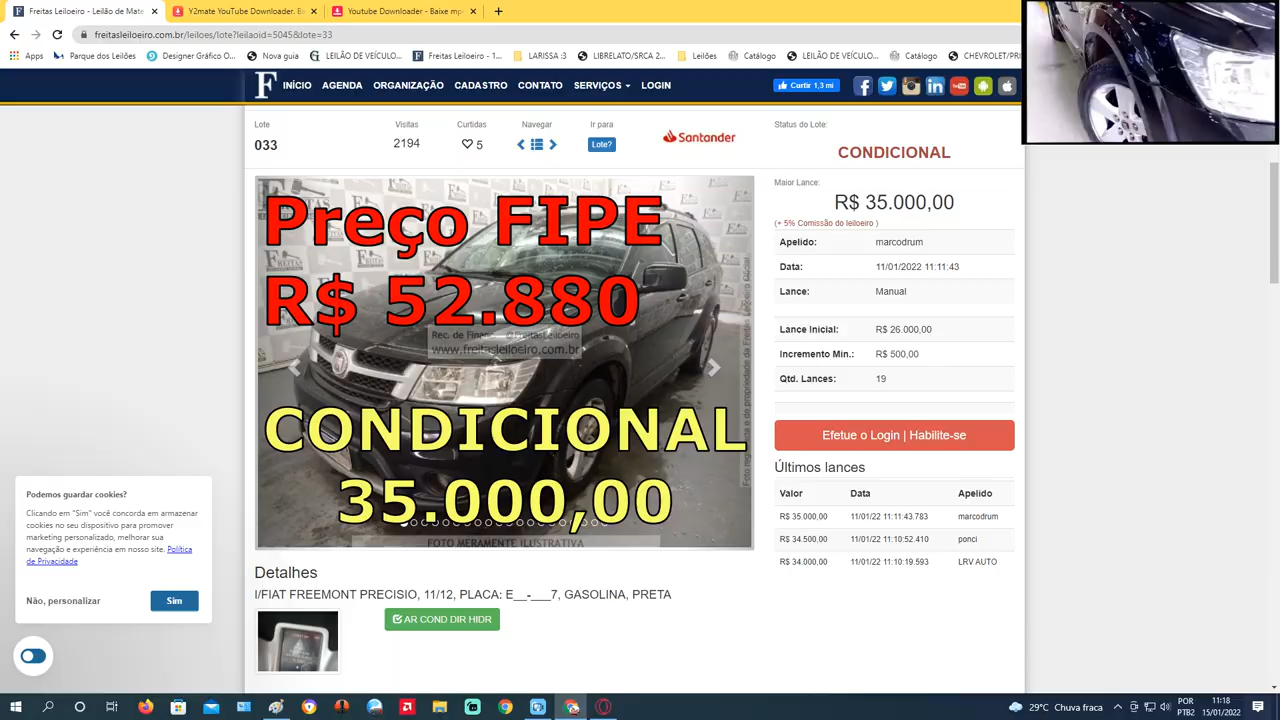 Freitas Leiloeiro - Leilão de Mate
Y2mate YouTube Downloader. Ba
Youtube Downloader - Baixe mp3
freitasleiloeiro.com.br/leiloes/lote?leilaoid=5045&lote=33
Apps
Parque dos Leilões
Designer Gráfico O...
Nova guia
LEILÃO DE VEÍCULO...
Freitas Leiloeiro - 1...
LARISSA :3
LIBRELATO/SRCA 2...
Leilões
Catálogo
LEILÃO DE VEÍCULO...
Catálogo
CHEVROLET/PRI
INÍCIO AGENDA ORGANIZAÇÃO CADASTRO CONTATO SERVIÇOS LOGIN
Curtir 1,3 mi
Lote
033
Visitas
2194
Curtidas
5
Navegar
Ir para
Lote?
Santander
Status do Lote:
CONDICIONAL
Maior Lance:
R$ 35.000,00
(+ 5% Comissão do leiloeiro )
Apelido: marcodrum
Data: 11/01/2022 11:11:43
Lance: Manual
Lance Inicial: R$ 26.000,00
Incremento Min.: R$ 500,00
Qtd. Lances: 19
Efetue o Login | Habilite-se
Últimos lances
Valor Data Apelido
R$ 35.000,00 11/01/22 11:11:43.783 marcodrum
R$ 34.500,00 11/01/22 11:10:52.410 ponci
R$ 34.000,00 11/01/22 11:10:19.593 LRV AUTO
Preço FIPE
R$ 52.880
www.freitasleiloeiro.com.br
CONDICIONAL
35.000,00
FOTO MERAMENTE ILUSTRATIVA
Detalhes
I/FIAT FREEMONT PRECISIO, 11/12, PLACA: E__-___7, GASOLINA, PRETA
AR COND DIR HIDR
Podemos guardar cookies?
Clicando em "Sim" você concorda em armazenar
cookies no seu dispositivo para promover
marketing personalizado, melhorar sua
navegação e experiência em nosso site. Política
de Privacidade
Não, personalizar
Sim
29°C Chuva fraca
POR
PTB2
11:18
15/01/2022